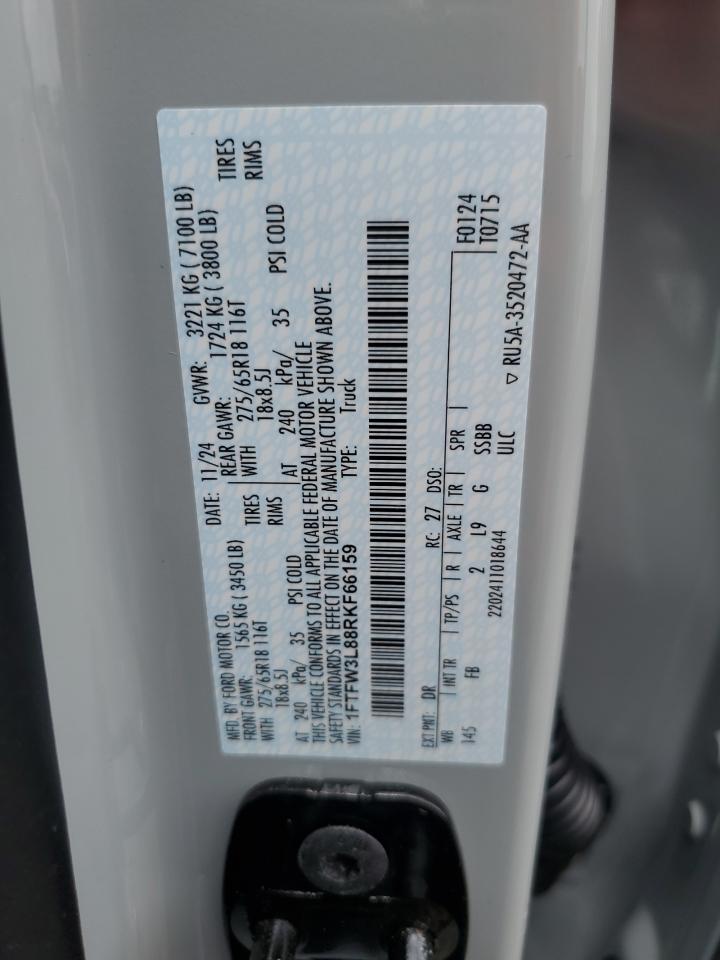 MFD. BY FORD MOTOR CO. DATE: 11/24 GVWR: 3221 KG ( 7100 LB)
FRONT GAWR: 1565 KG ( 3450 LB) REAR GAWR: 1724 KG ( 3800 LB)
WITH 275/65R18 116T TIRES WITH 275/65R18 116T TIRES
18x8.5J RIMS 18x8.5J RIMS
AT 240 kPa/ 35 PSI COLD AT 240 kPa/ 35 PSI COLD
THIS VEHICLE CONFORMS TO ALL APPLICABLE FEDERAL MOTOR VEHICLE
SAFETY STANDARDS IN EFFECT ON THE DATE OF MANUFACTURE SHOWN ABOVE.
VIN: 1FTFW3L88RKF66159 TYPE: Truck
EXT PNT: DR RC: 27 DSO: F0124
WB INT TR TP/PS R AXLE TR SPR T0715
145 FB 2 L9 G SSBB
2202411018644 ULC ▽ RU5A-3520472-AA